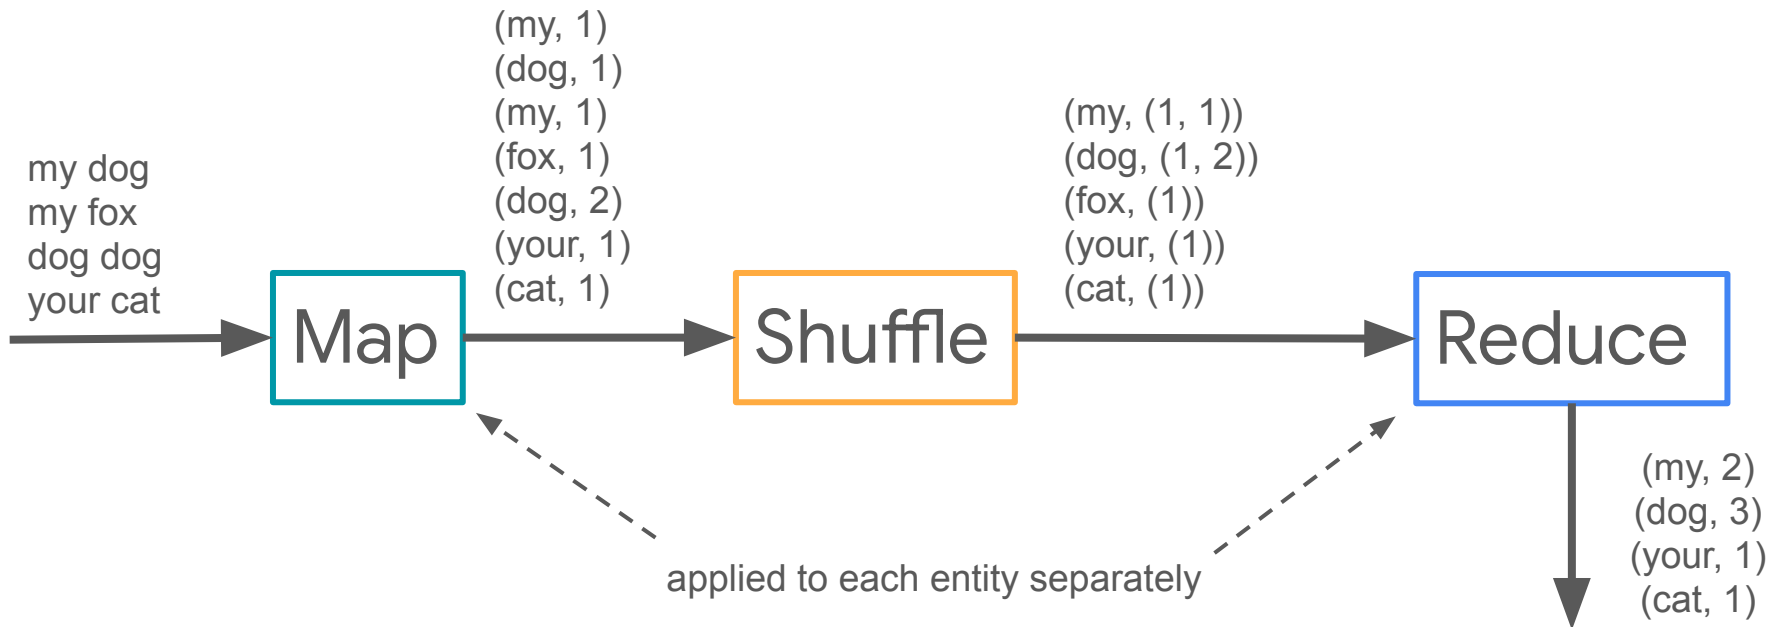 my dog
my fox
dog dog
your cat
Map
(my, 1)
(dog, 1)
(my, 1)
(fox, 1)
(dog, 2)
(your, 1)
(cat, 1)
Shuffle
(my, (1, 1))
(dog, (1, 2))
(fox, (1))
(your, (1))
(cat, (1))
Reduce
applied to each entity separately
(my, 2)
(dog, 3)
(your, 1)
(cat, 1)